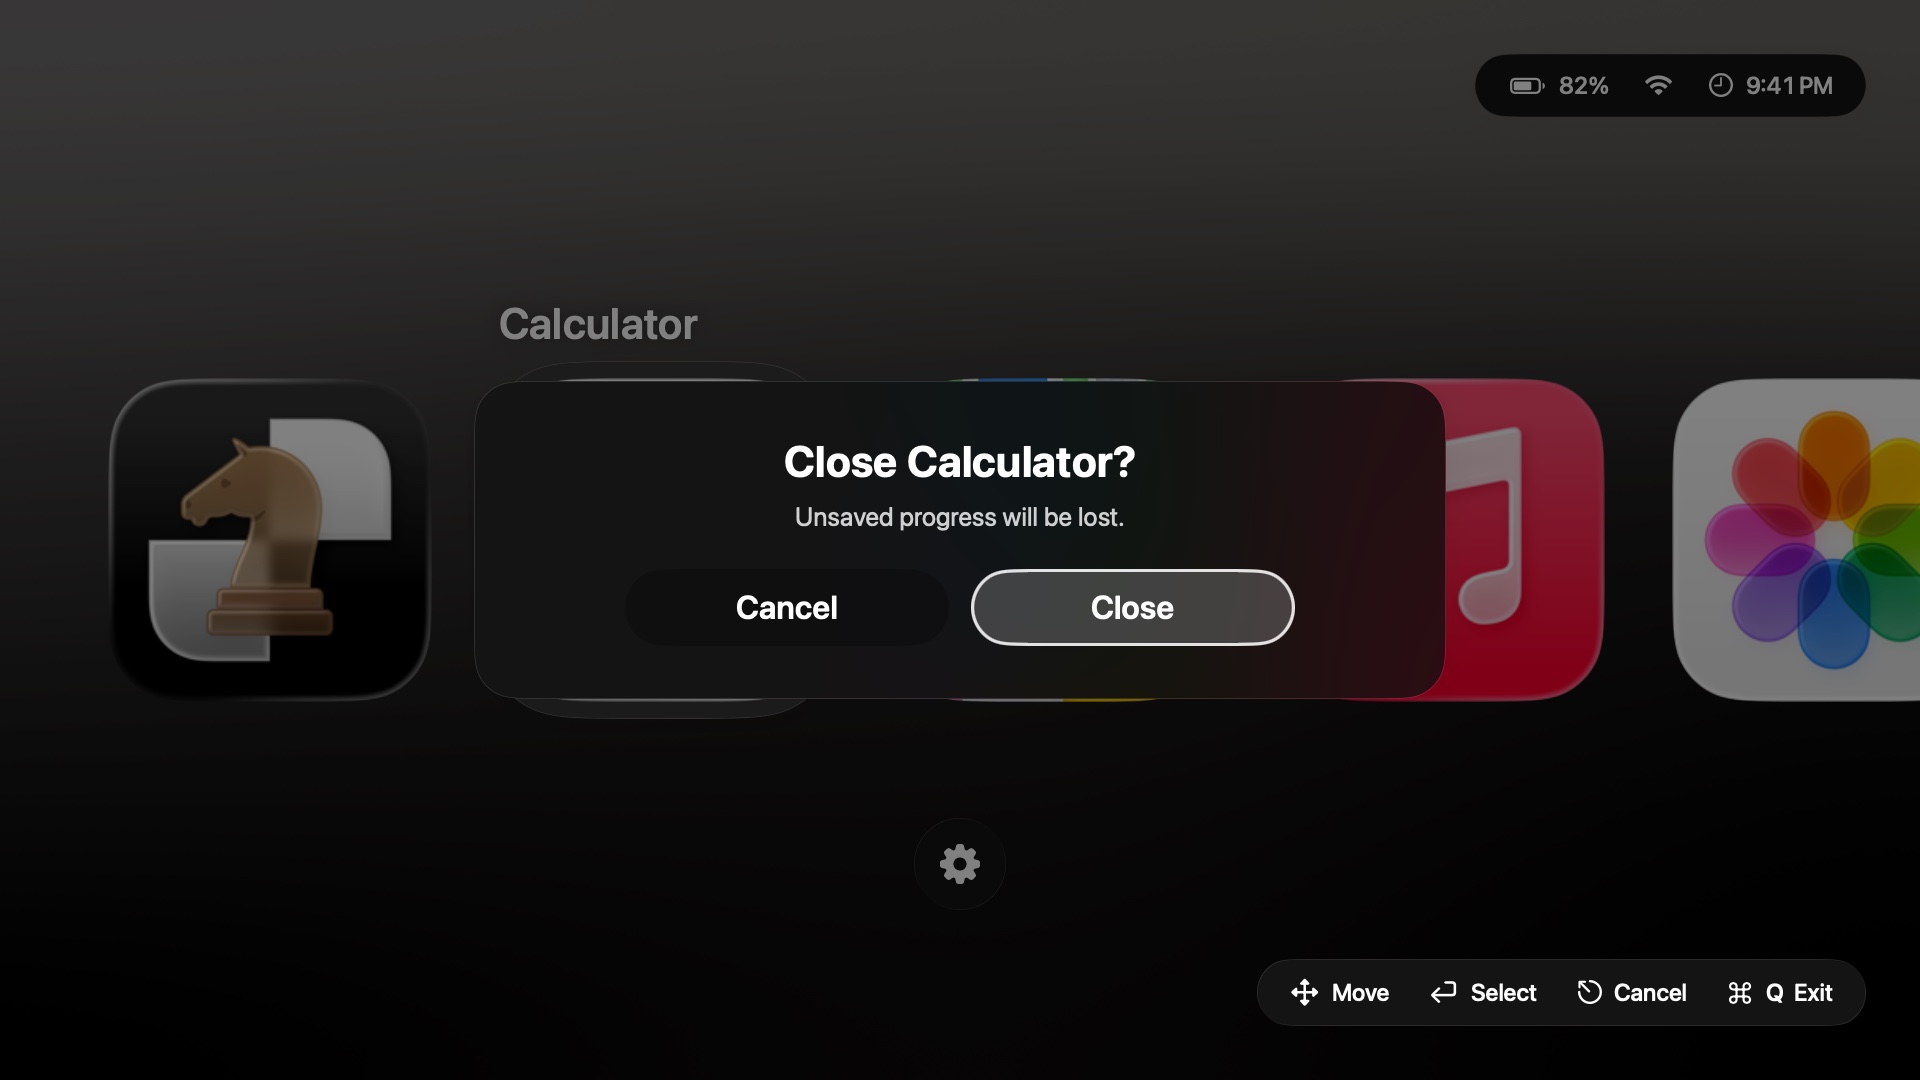 82%
9:41 PM
Calculator
Close Calculator?
Unsaved progress will be lost.
Cancel
Close
Move
Select
Cancel
⌘ Q Exit